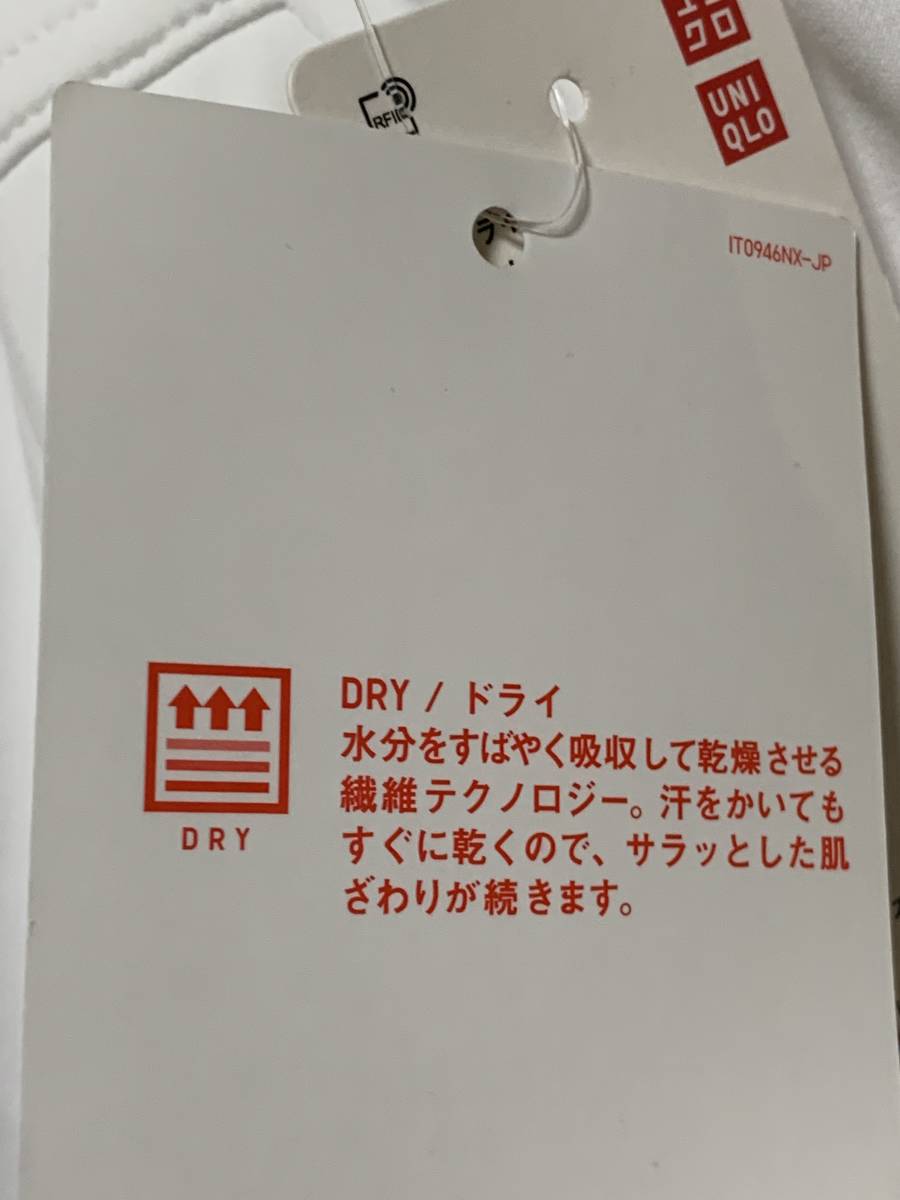 クロ
UNI
QLO
RFID
IT0946NX-JP
DRY / ドライ
水分をすばやく吸収して乾燥させる
繊維テクノロジー。汗をかいても
すぐに乾くので、サラッとした肌
ざわりが続きます。
DRY